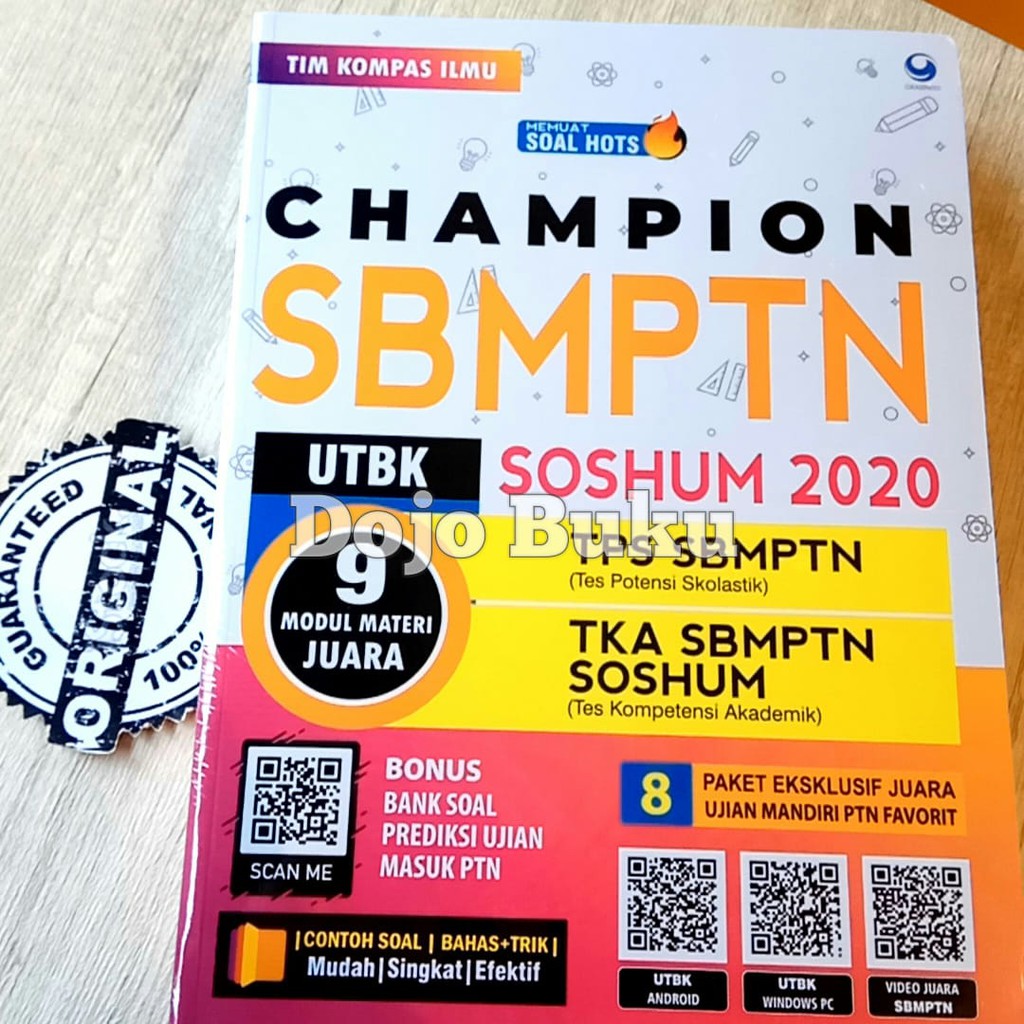 TIM KOMPAS ILMU
MEMUAT
SOAL HOTS
CHAMPION
SBMPTN
UTBK
SOSHUM 2020
Dojo Buku
9
MODUL MATERI
JUARA
TPS SBMPTN
(Tes Potensi Skolastik)
TKA SBMPTN
SOSHUM
(Tes Kompetensi Akademik)
GUARANTEED
ORIGINAL
100%
BONUS
BANK SOAL
PREDIKSI UJIAN
MASUK PTN
SCAN ME
8
PAKET EKSKLUSIF JUARA
UJIAN MANDIRI PTN FAVORIT
|CONTOH SOAL | BAHAS+TRIK|
Mudah|Singkat|Efektif
UTBK
ANDROID
UTBK
WINDOWS PC
VIDEO JUARA
SBMPTN